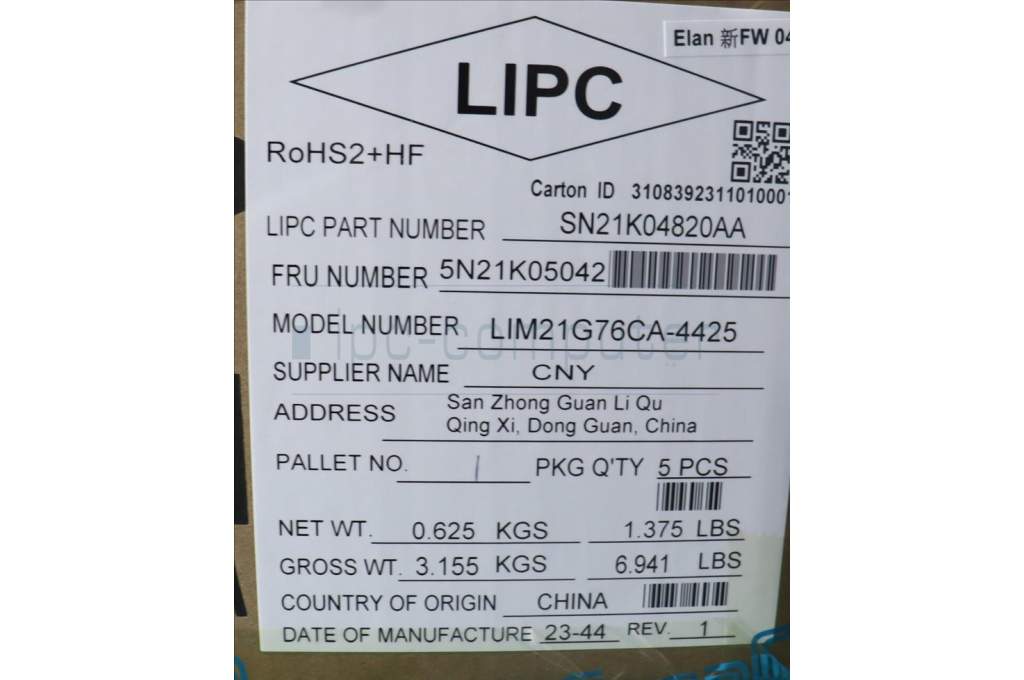 Elan 新FW 04
LIPC
RoHS2+HF
Carton ID 310839231101000
LIPC PART NUMBER SN21K04820AA
FRU NUMBER 5N21K05042
MODEL NUMBER LIM21G76CA-4425
ipc-computer
SUPPLIER NAME CNY
ADDRESS San Zhong Guan Li Qu
Qing Xi, Dong Guan, China
PALLET NO. 1 PKG Q'TY 5 PCS
NET WT. 0.625 KGS 1.375 LBS
GROSS WT. 3.155 KGS 6.941 LBS
COUNTRY OF ORIGIN CHINA
DATE OF MANUFACTURE 23-44 REV. 1